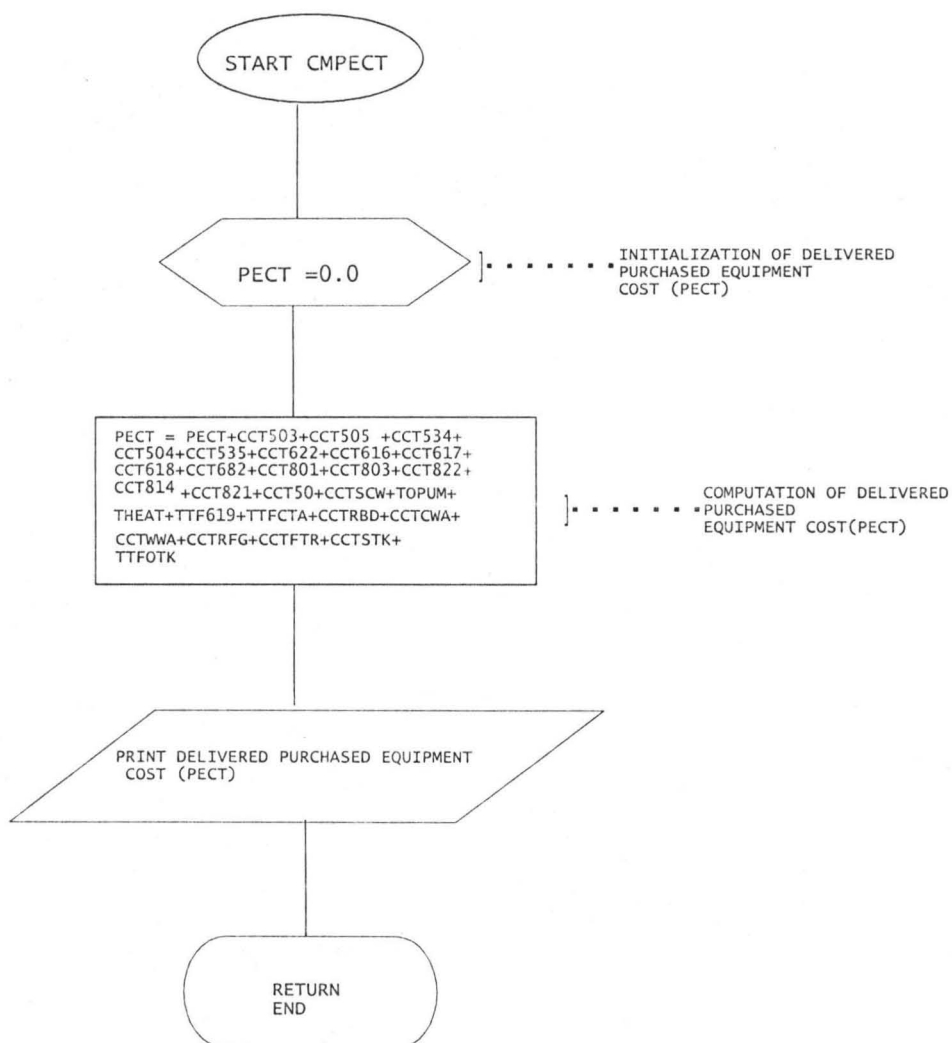 START CMPECT
PECT =0.0
INITIALIZATION OF DELIVERED
PURCHASED EQUIPMENT
COST (PECT)
PECT = PECT+CCT503+CCT505 +CCT534+
CCT504+CCT535+CCT622+CCT616+CCT617+
CCT618+CCT682+CCT801+CCT803+CCT822+
CCT814 +CCT821+CCT50+CCTSCW+TOPUM+
THEAT+TTF619+TTFCTA+CCTRBD+CCTCWA+
CCTWWA+CCTRFG+CCTFTR+CCTSTK+
TTFOTK
COMPUTATION OF DELIVERED
PURCHASED
EQUIPMENT COST(PECT)
PRINT DELIVERED PURCHASED EQUIPMENT
COST (PECT)
RETURN
END